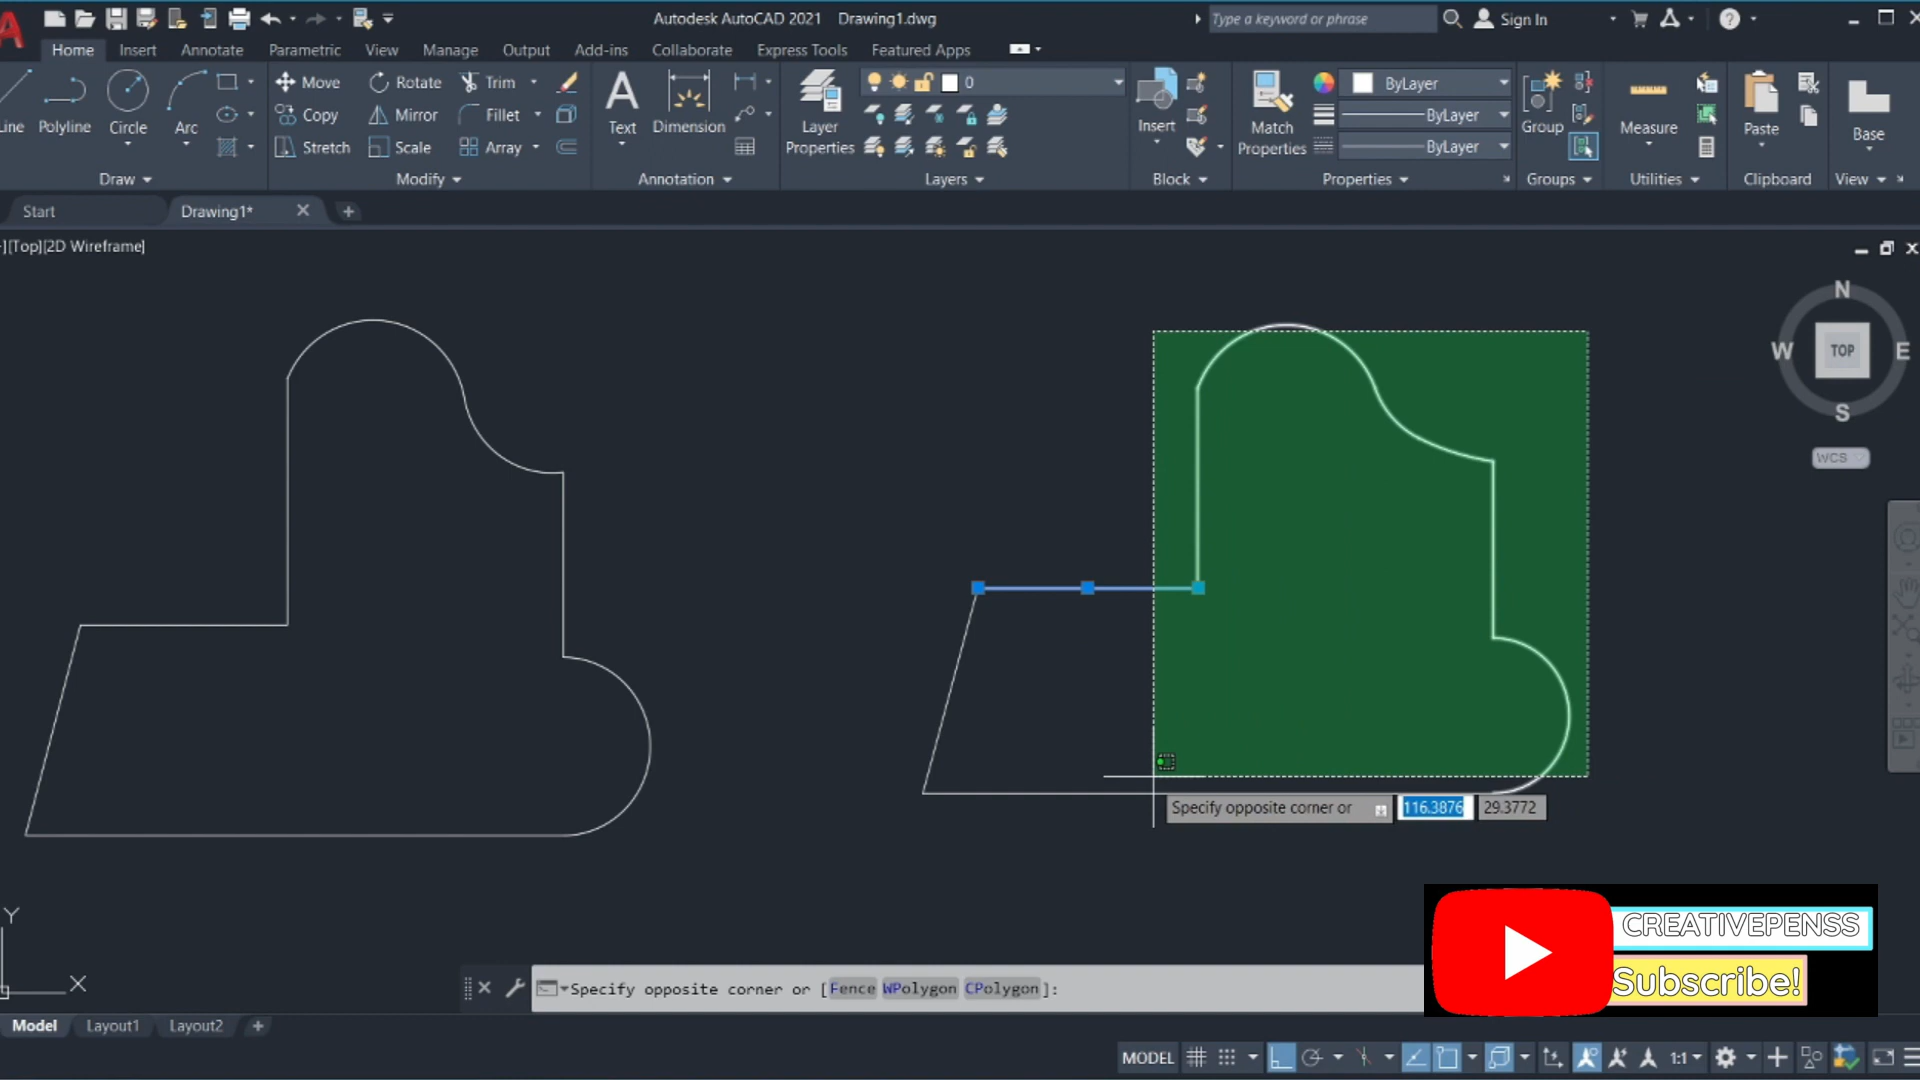 Autodesk AutoCAD 2021 Drawing1.dwg
Type a keyword or phrase
Sign In
Home Insert Annotate Parametric View Manage Output Add-ins Collaborate Express Tools Featured Apps
Line Polyline Circle Arc
Move Rotate Trim
Copy Mirror Fillet
Stretch Scale Array
Text Dimension
Layer Properties
0
Insert
Match Properties
ByLayer
ByLayer
ByLayer
Group
Measure
Paste
Base
Draw Modify Annotation Layers Block Properties Groups Utilities Clipboard View
Start Drawing1*
][Top][2D Wireframe]
N
W TOP E
S
WCS
Specify opposite corner or 116.3876 29.3772
Y
X
CREATIVEPENSS
Subscribe!
Specify opposite corner or [Fence WPolygon CPolygon]:
Model Layout1 Layout2
MODEL 1:1